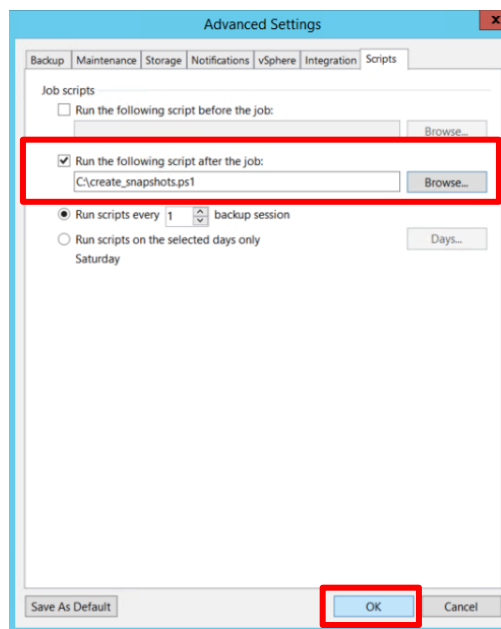 Advanced Settings
x
Backup Maintenance Storage Notifications vSphere Integration Scripts
Job scripts
Run the following script before the job:
Browse...
Run the following script after the job:
C:\create_snapshots.ps1 Browse...
Run scripts every 1 backup session
Run scripts on the selected days only Days...
Saturday
Save As Default OK Cancel